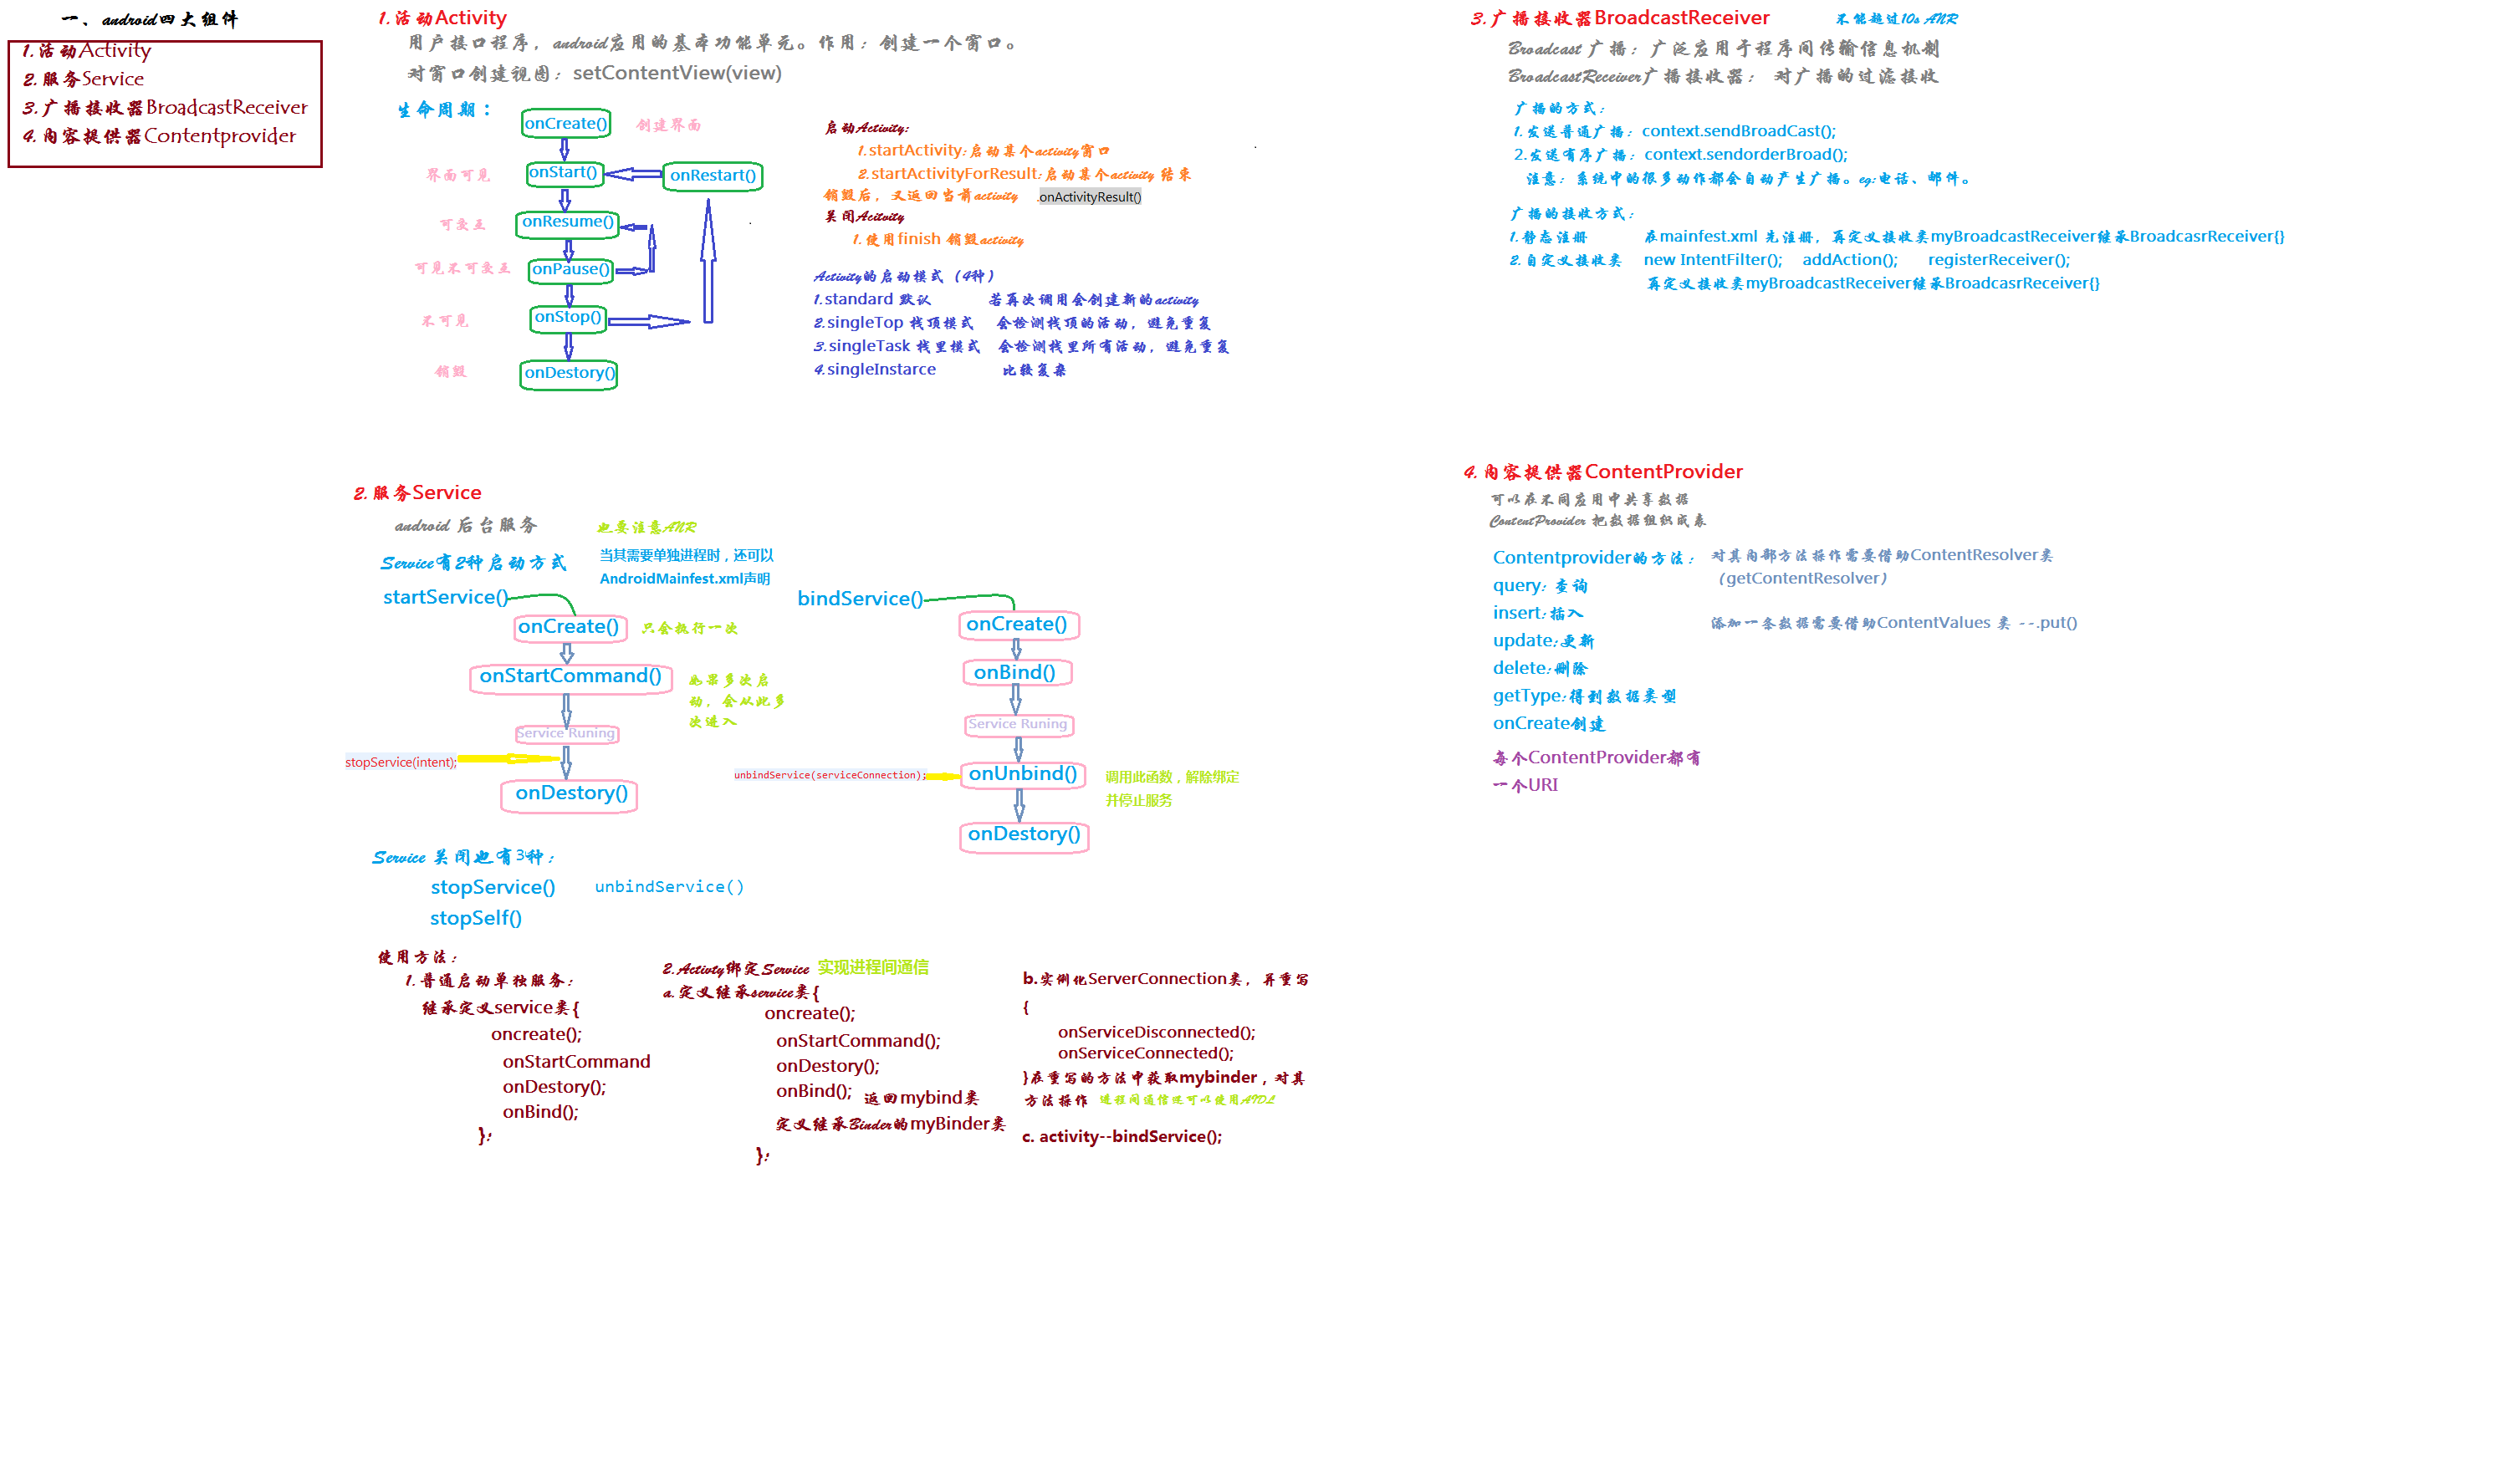 一、android四大组件
1.活动Activity
2.服务Service
3.广播接收器BroadcastReceiver
4.内容提供器Contentprovider
1.活动Activity
用户接口程序，android应用的基本功能单元。作用：创建一个窗口。
对窗口创建视图：setContentView(view)
生命周期：
onCreate()
创建界面
界面可见
onStart()
onRestart()
可交互
onResume()
可见不可交互
onPause()
不可见
onStop()
销毁
onDestory()
启动Activity:
1.startActivity:启动某个activity窗口
2.startActivityForResult:启动某个activity 结束
销毁后，又返回当前activity .onActivityResult()
关闭Acitvity
1.使用finish 销毁activity
Activity的启动模式（4种）
1.standard 默认 若再次调用会创建新的activity
2.singleTop 栈顶模式 会检测栈顶的活动，避免重复
3.singleTask 栈里模式 会检测栈里所有活动，避免重复
4.singleInstarce 比较复杂
2.服务Service
android 后台服务 也要注意ANR
Service有2种启动方式
当其需要单独进程时，还可以
AndroidMainfest.xml声明
startService()
onCreate()
只会执行一次
onStartCommand()
如果多次启
动，会从此多
次进入
Service Runing
stopService(intent);
onDestory()
bindService()
onCreate()
onBind()
Service Runing
unbindService(serviceConnection);
onUnbind()
调用此函数，解除绑定
并停止服务
onDestory()
Service 关闭也有3种：
stopService() unbindService()
stopSelf()
使用方法：
1.普通启动单独服务：
继承定义service类{
oncreate();
onStartCommand
onDestory();
onBind();
}:
2.Activty绑定Service 实现进程间通信
a.定义继承service类{
oncreate();
onStartCommand();
onDestory();
onBind(); 返回mybind类
定义继承Binder的myBinder类
}:
b.实例化ServerConnection类，并重写
{
onServiceDisconnected();
onServiceConnected();
}在重写的方法中获取mybinder，对其
方法操作 进程间通信还可以使用AIDL
c. activity--bindService();
3.广播接收器BroadcastReceiver 不能超过10s ANR
Broadcast 广播：广泛应用于程序间传输信息机制
BroadcastReceiver广播接收器： 对广播的过滤接收
广播的方式：
1.发送普通广播：context.sendBroadCast();
2.发送有序广播：context.sendorderBroad();
注意：系统中的很多动作都会自动产生广播。eg:电话、邮件。
广播的接收方式：
1.静态注册 在mainfest.xml 先注册，再定义接收类myBroadcastReceiver继承BroadcasrReceiver{}
2.自定义接收类 new IntentFilter(); addAction(); registerReceiver();
再定义接收类myBroadcastReceiver继承BroadcasrReceiver{}
4.内容提供器ContentProvider
可以在不同应用中共享数据
ContentProvider 把数据组织成表
Contentprovider的方法：
query: 查询
insert:插入
update:更新
delete:删除
getType:得到数据类型
onCreate创建
对其内部方法操作需要借助ContentResolver类
（getContentResolver）
添加一条数据需要借助ContentValues 类 --.put()
每个ContentProvider都有
一个URI